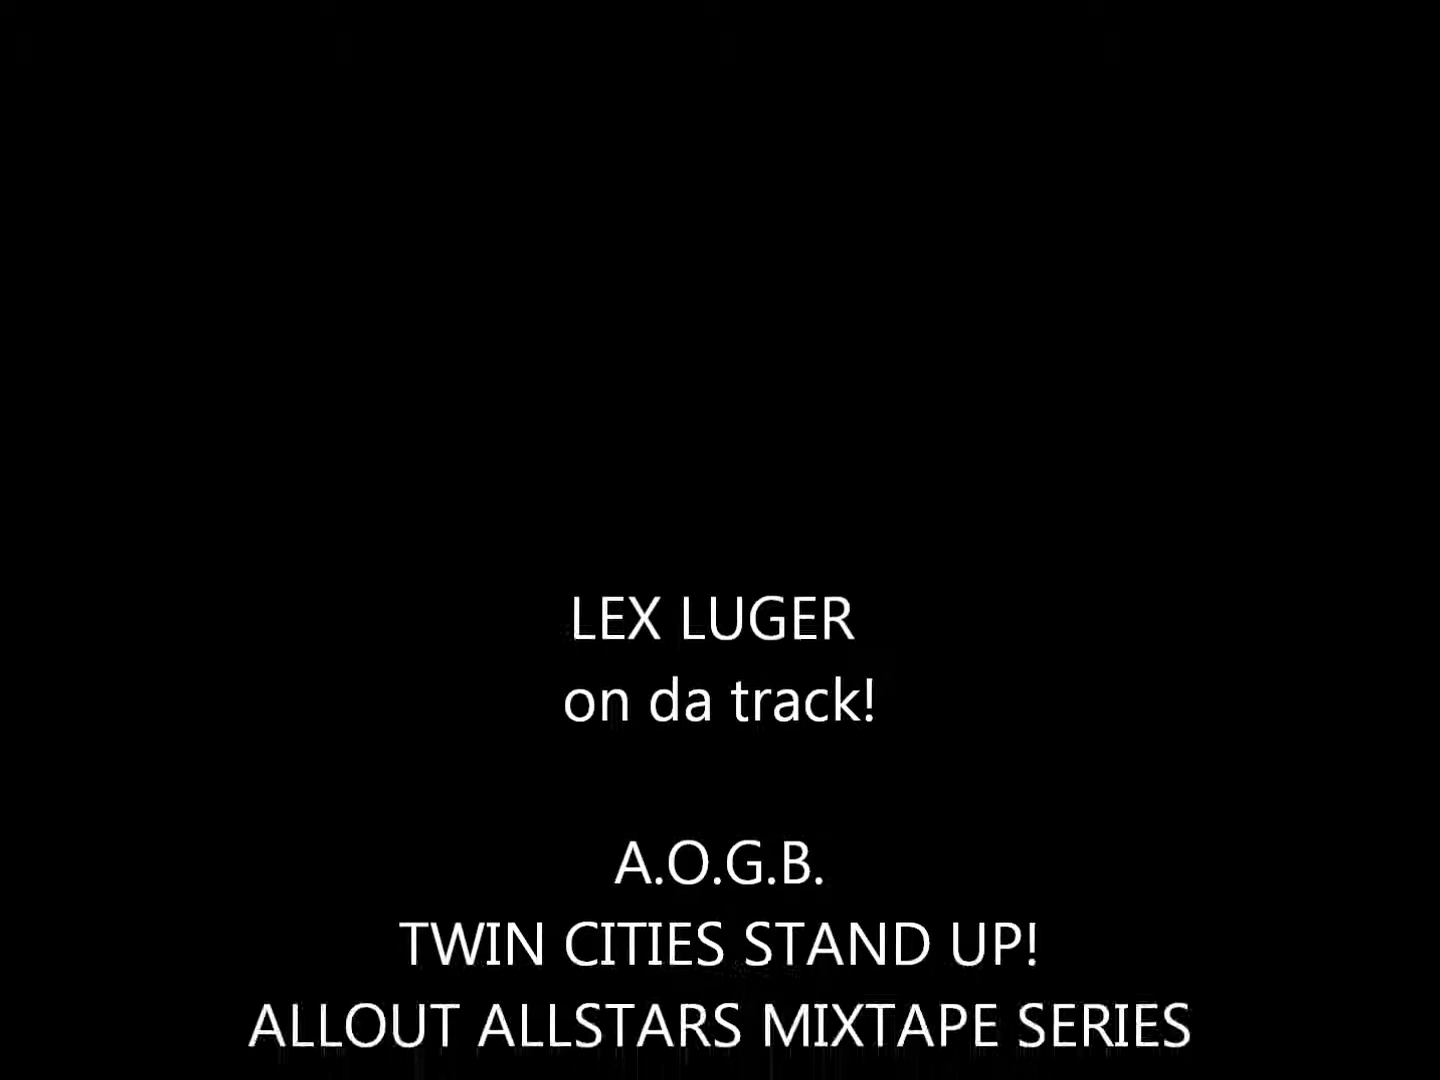 LEX LUGER
on da track!
A.O.G.B.
TWIN CITIES STAND UP!
ALLOUT ALLSTARS MIXTAPE SERIES